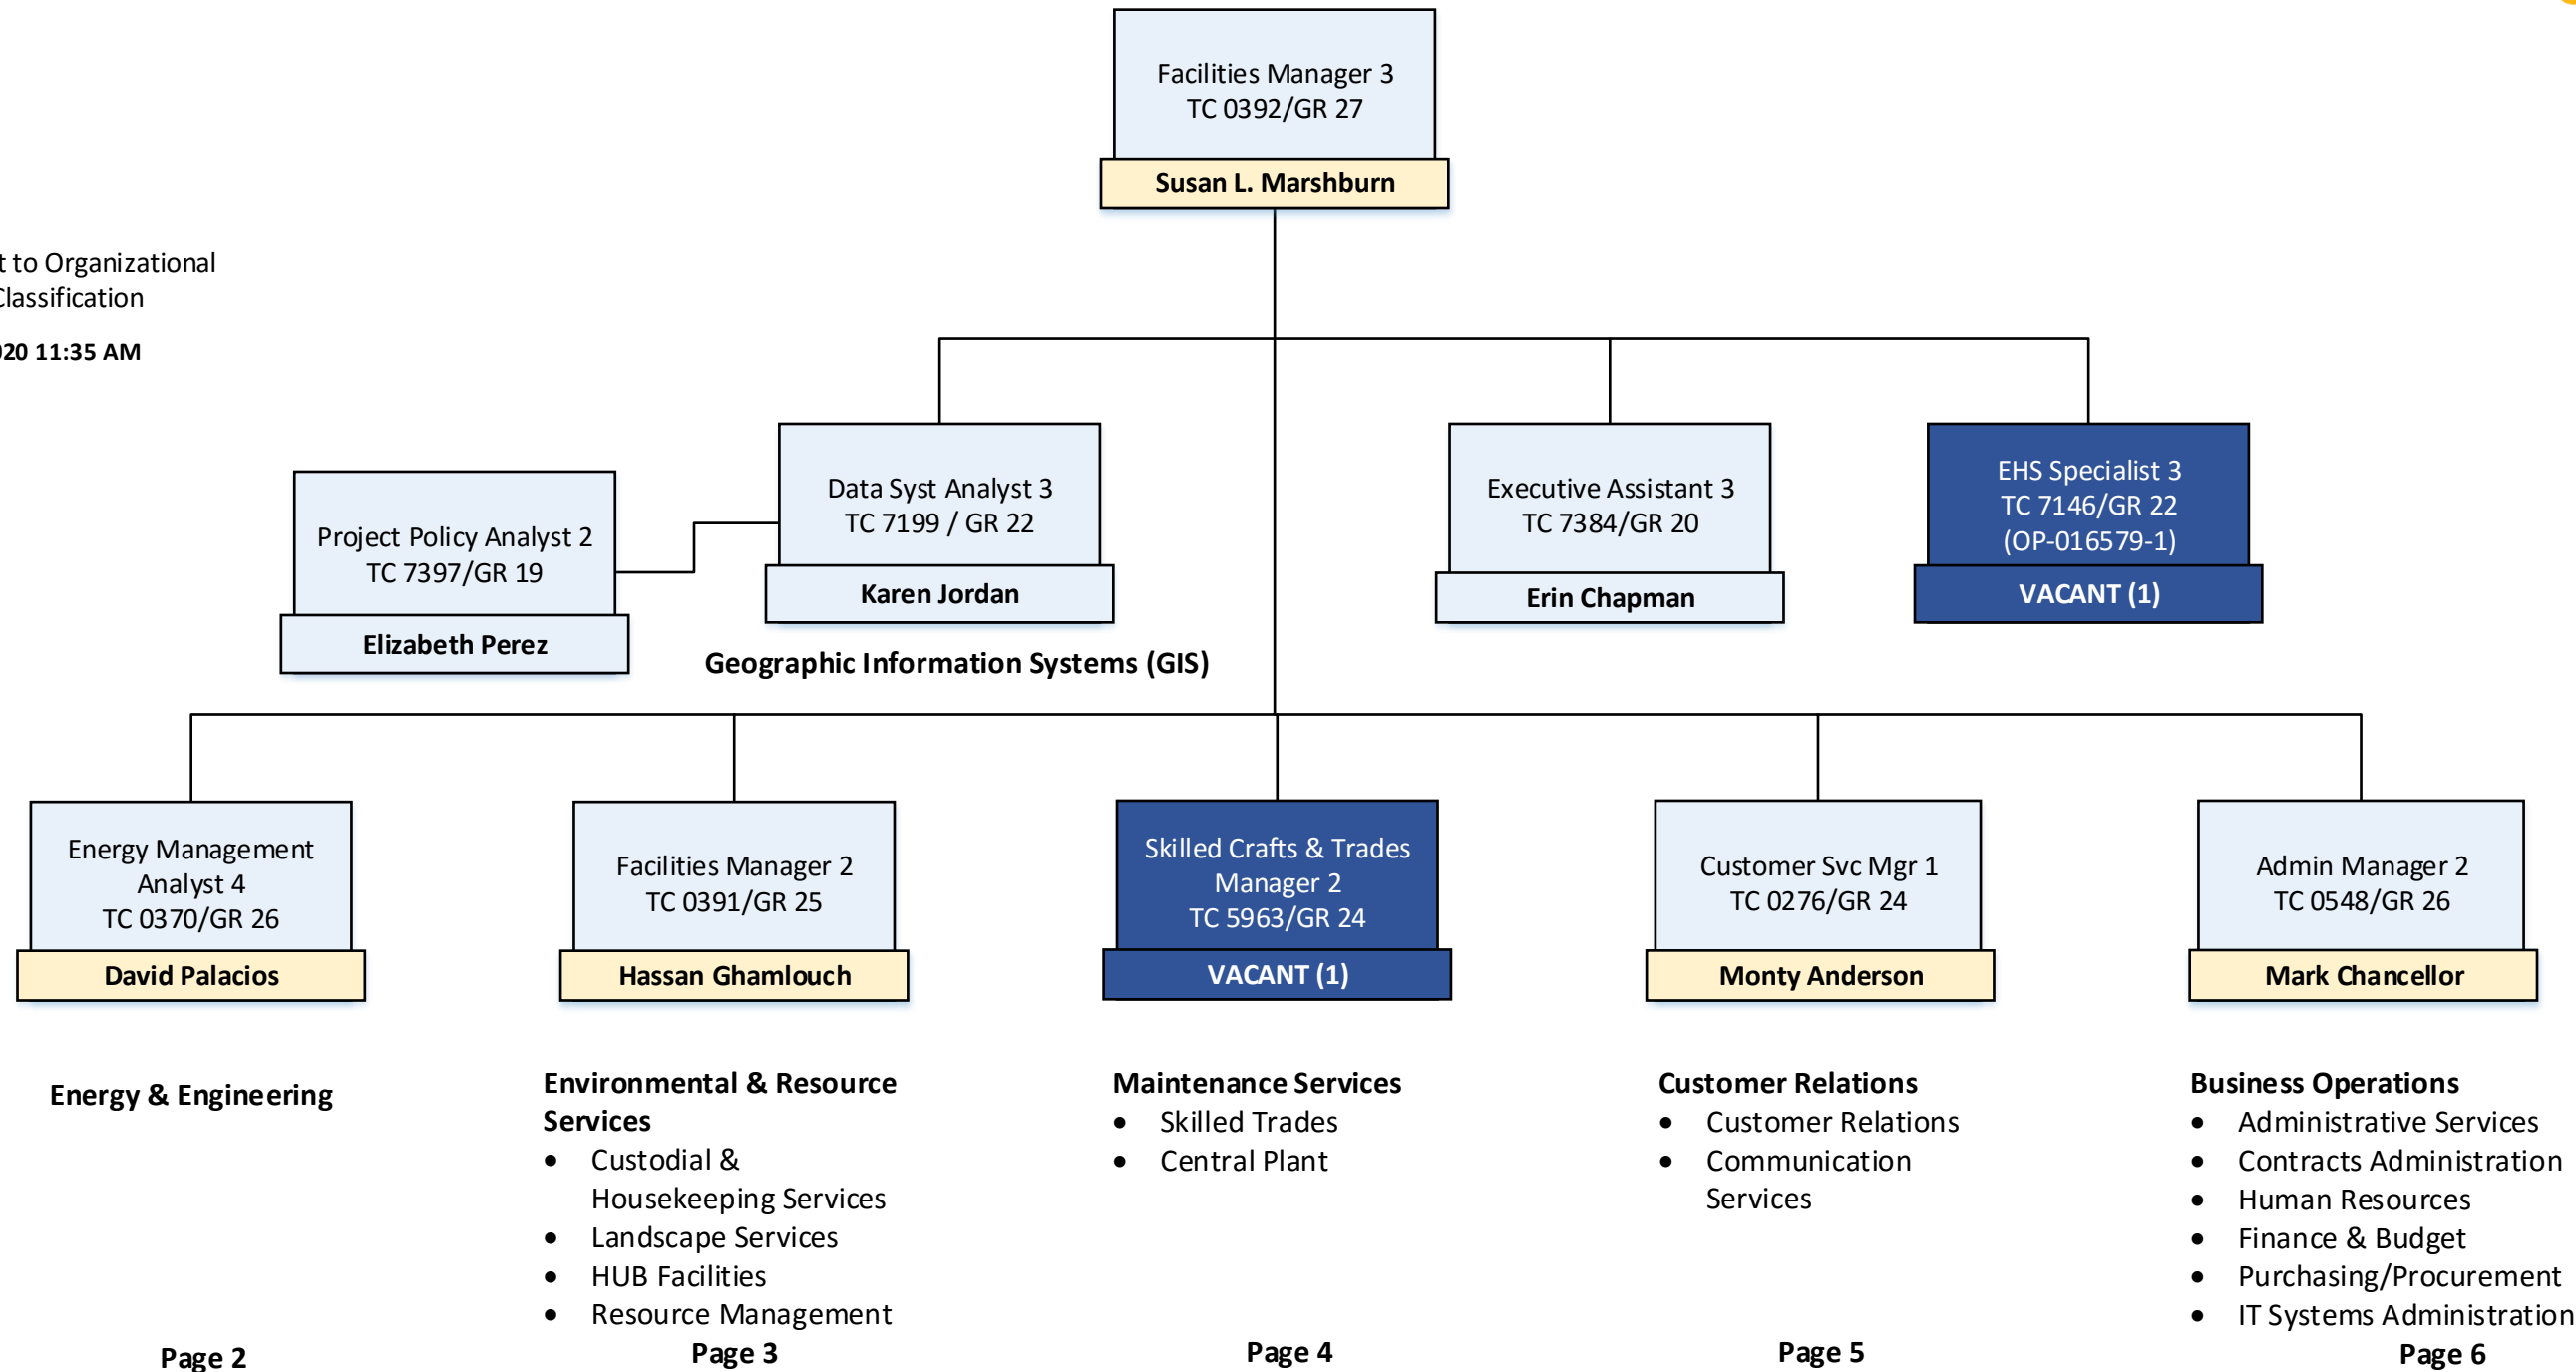 Facilities Manager 3
TC 0392/GR 27
Susan L. Marshburn
to Organizational
Classification
11:35 AM
Project Policy Analyst 2
TC 7397/GR 19
Elizabeth Perez
Data Syst Analyst 3
TC 7199 / GR 22
Karen Jordan
Geographic Information Systems (GIS)
Executive Assistant 3
TC 7384/GR 20
Erin Chapman
EHS Specialist 3
TC 7146/GR 22
(OP-016579-1)
VACANT (1)
Energy Management
Analyst 4
TC 0370/GR 26
David Palacios
Energy & Engineering
Page 2
Facilities Manager 2
TC 0391/GR 25
Hassan Ghamlouch
Environmental & Resource
Services
• Custodial &
Housekeeping Services
• Landscape Services
• HUB Facilities
• Resource Management
Page 3
Skilled Crafts & Trades
Manager 2
TC 5963/GR 24
VACANT (1)
Maintenance Services
• Skilled Trades
• Central Plant
Page 4
Customer Svc Mgr 1
TC 0276/GR 24
Monty Anderson
Customer Relations
• Customer Relations
• Communication
Services
Page 5
Admin Manager 2
TC 0548/GR 26
Mark Chancellor
Business Operations
• Administrative Services
• Contracts Administration
• Human Resources
• Finance & Budget
• Purchasing/Procurement
• IT Systems Administration
Page 6